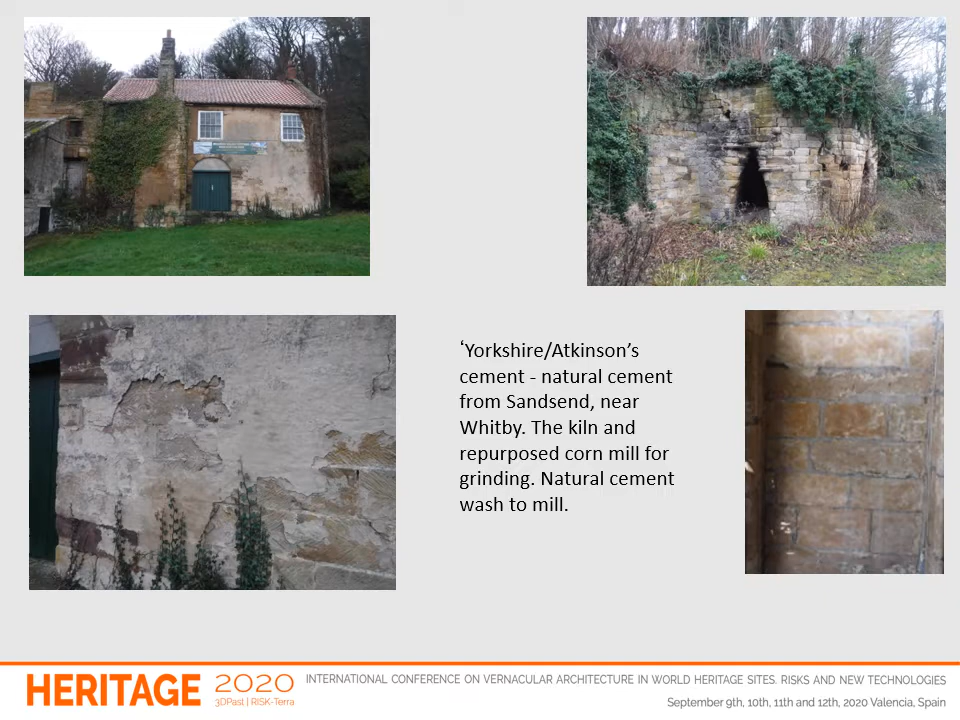 ‘Yorkshire/Atkinson’s
cement - natural cement
from Sandsend, near
Whitby. The kiln and
repurposed corn mill for
grinding. Natural cement
wash to mill.
HERITAGE 2020
3DPast | RISK-Terra
INTERNATIONAL CONFERENCE ON VERNACULAR ARCHITECTURE IN WORLD HERITAGE SITES. RISKS AND NEW TECHNOLOGIES
September 9th, 10th, 11th and 12th, 2020 Valencia, Spain